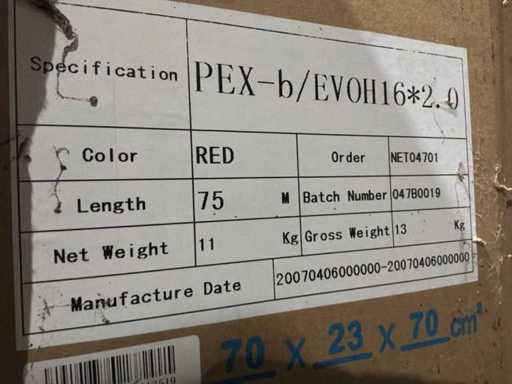 Specification PEX-b/EVOH16*2.0
Color RED Order NET04701
Length 75 M Batch Number 047B0019
Net Weight 11 Kg Gross Weight 13 Kg
Manufacture Date 20070406000000-20070406000000
70 X 23 X 70 cm³